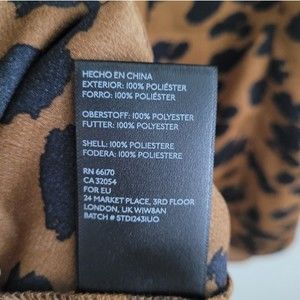 HECHO EN CHINA
EXTERIOR: 100% POLIÉSTER
FORRO: 100% POLIÉSTER
OBERSTOFF: 100% POLYESTER
FUTTER: 100% POLYESTER
SHELL: 100% POLIESTERE
FODERA: 100% POLIESTERE
RN 66170
CA 32054
FOR EU
24 MARKET PLACE, 3RD FLOOR
LONDON, UK W1W8AN
BATCH # STD1243IUO